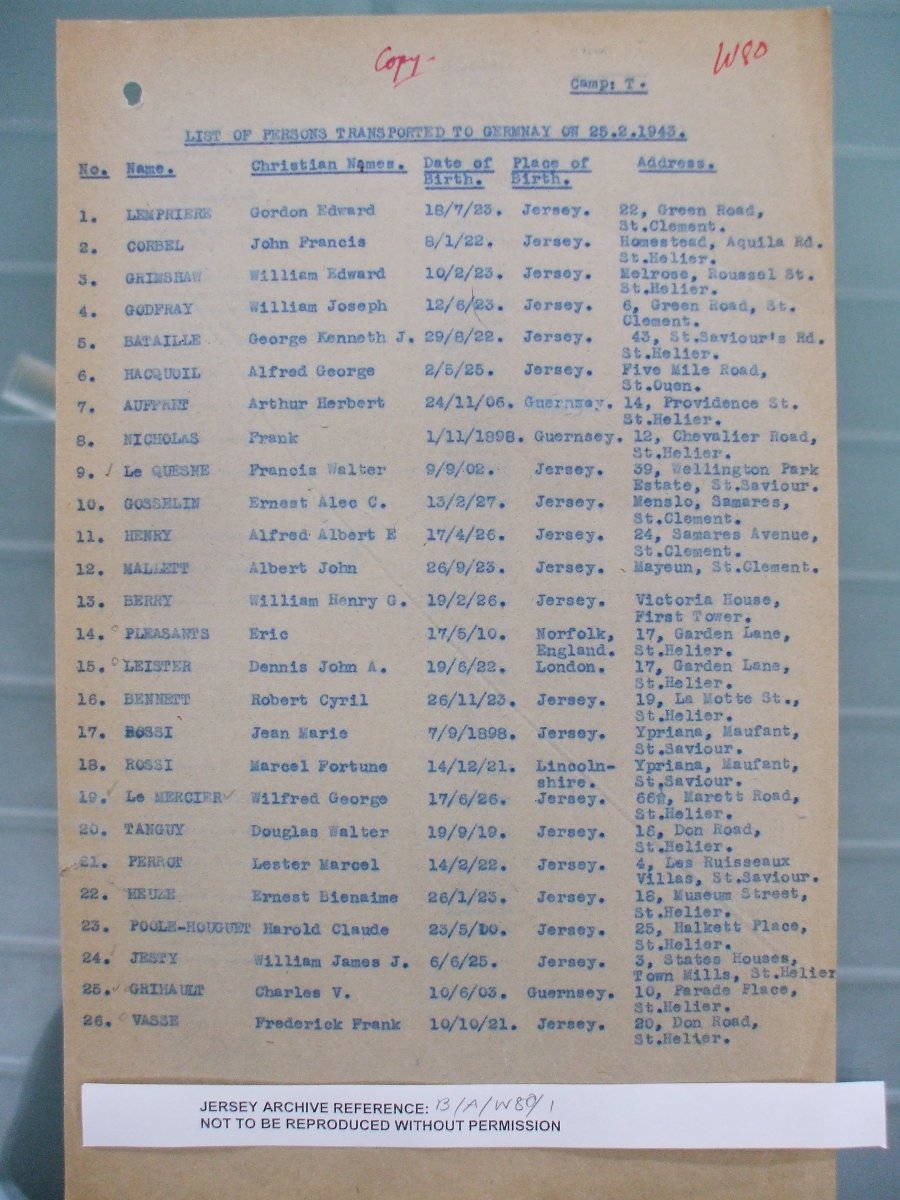 Copy-
W80
Camp: T.
LIST OF PERSONS TRANSPORTED TO GERMNAY ON 25.2.1943.
No. Name. Christian Names. Date of Birth. Place of Birth. Address.
1. LEMPRIERE Gordon Edward 18/7/23. Jersey. 22, Green Road,
St.Clement.
2. CORBEL John Francis 8/1/22. Jersey. Homestead, Aquila Rd.
St.Helier.
3. GRIMSHAW William Edward 10/2/23. Jersey. Melrose, Roussel St.
St.Helier.
4. GODFRAY William Joseph 12/6/23. Jersey. 6, Green Road, St.
Clement.
5. BATAILLE George Kenneth J. 29/8/22. Jersey. 43, St.Saviour's Rd.
St.Helier.
6. HACQUOIL Alfred George 2/5/25. Jersey. Five Mile Road,
St.Ouen.
7. AUFFRET Arthur Herbert 24/11/06. Guernsey. 14, Providence St.
St.Helier.
8. NICHOLAS Frank 1/11/1898. Guernsey. 12, Chevalier Road,
St.Helier.
9. Le QUESNE Francis Walter 9/9/02. Jersey. 39, Wellington Park
Estate, St.Saviour.
10. GOSSELIN Ernest Alec C. 13/2/27. Jersey. Menslo, Samares,
St.Clement.
11. HENRY Alfred Albert E 17/4/26. Jersey. 24, Samares Avenue,
St.Clement.
12. MALLETT Albert John 26/9/23. Jersey. Mayeun, St.Clement.
13. BERRY William Henry G. 19/2/26. Jersey. Victoria House,
First Tower.
14. PLEASANTS Eric 17/5/10. Norfolk, 17, Garden Lane,
England. St.Helier.
15. LEISTER Dennis John A. 19/6/22. London. 17, Garden Lane,
St.Helier.
16. BENNETT Robert Cyril 26/11/23. Jersey. 19, La Motte St.,
St.Helier.
17. ROSSI Jean Marie 7/9/1898. Jersey. Ypriana, Maufant,
St.Saviour.
18. ROSSI Marcel Fortune 14/12/21. Lincoln- Ypriana, Maufant,
shire. St.Saviour.
19. Le MERCIER Wilfred George 17/6/26. Jersey. 66, Marett Road,
St.Helier.
20. TANGUY Douglas Walter 19/9/19. Jersey. Don Road,
St.Helier.
21. PERROT Lester Marcel 14/2/22. Jersey. 4, Les Ruisseaux
Villas, St.Saviour.
22. HEUZE Ernest Bienaime 26/1/23. Jersey. 18, Museum Street,
St.Helier.
23. POOLE-HOUGUET Harold Claude Jersey. 25, Halkett Place,
St.Helier.
24. JESTY William James J. 6/6/25. Jersey. 3, States Houses,
Town Mills, St.Helier
25. GRIHAULT Charles V. 10/6/03. Guernsey. 10, Parade Place,
St.Helier.
26. VASSE Frederick Frank 10/10/21. Jersey. 20, Don Road,
St.Helier.
JERSEY ARCHIVE REFERENCE: B/A/W80/1
NOT TO BE REPRODUCED WITHOUT PERMISSION